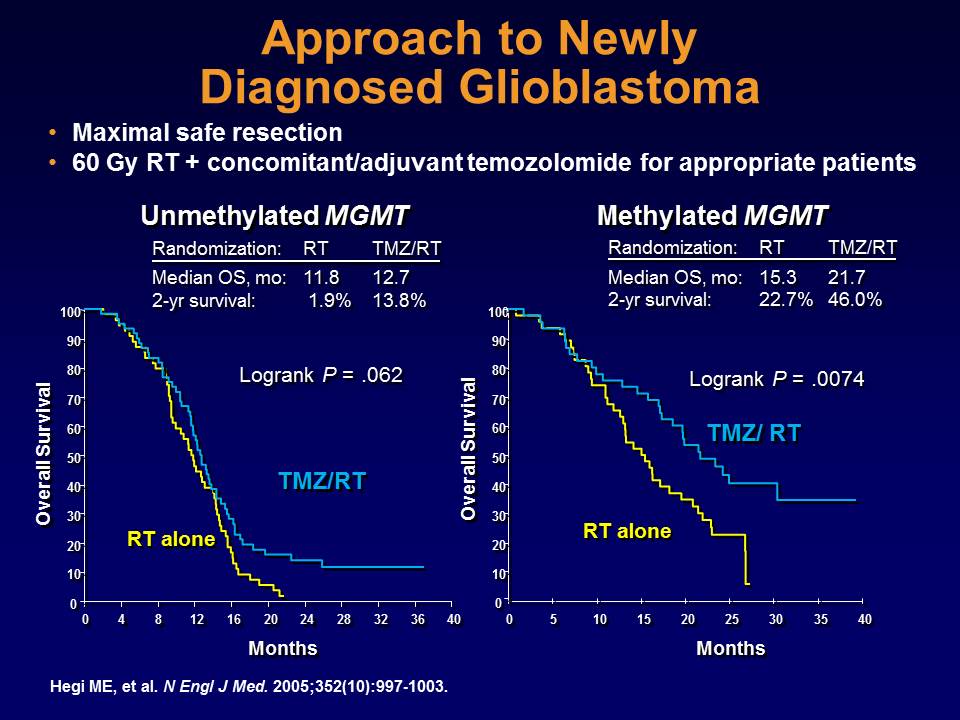 Approach to Newly
Diagnosed Glioblastoma
• Maximal safe resection
• 60 Gy RT + concomitant/adjuvant temozolomide for appropriate patients
Unmethylated MGMT
Randomization: RT TMZ/RT
Median OS, mo: 11.8 12.7
2-yr survival: 1.9% 13.8%
100
90
80
70
60
50
40
30
20
10
0
Overall Survival
Logrank P = .062
TMZ/RT
RT alone
0 4 8 12 16 20 24 28 32 36 40
Months
Methylated MGMT
Randomization: RT TMZ/RT
Median OS, mo: 15.3 21.7
2-yr survival: 22.7% 46.0%
100
90
80
70
60
50
40
30
20
10
0
Overall Survival
Logrank P = .0074
TMZ/ RT
RT alone
0 5 10 15 20 25 30 35 40
Months
Hegi ME, et al. N Engl J Med. 2005;352(10):997-1003.